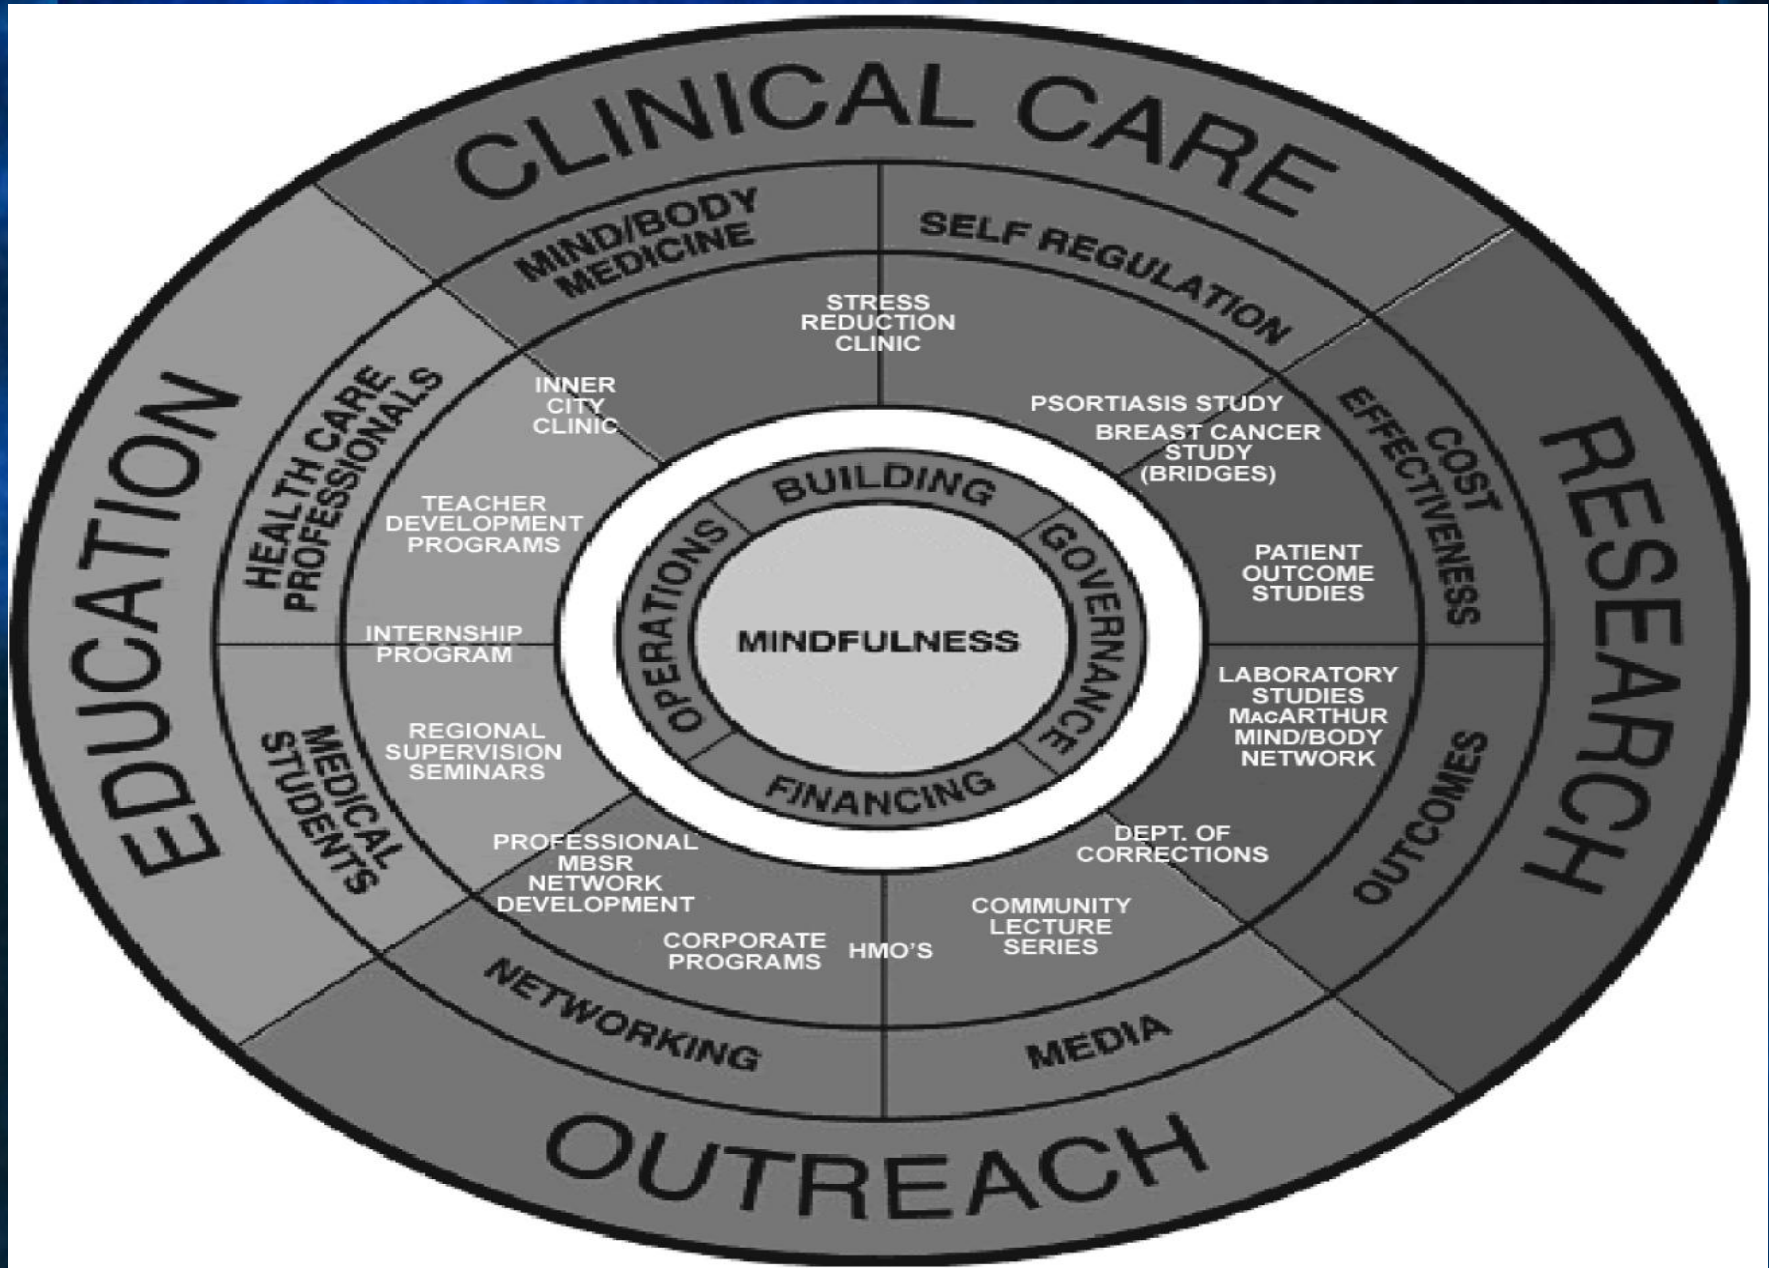 CLINICAL CARE
MIND/BODY
MEDICINE
SELF REGULATION
STRESS
REDUCTION
CLINIC
INNER
CITY
CLINIC
PSORTIASIS STUDY
BREAST CANCER
STUDY
(BRIDGES)
EDUCATION
HEALTH CARE
PROFESSIONALS
COST
EFFECTIVENESS
RESEARCH
TEACHER
DEVELOPMENT
PROGRAMS
BUILDING
OPERATIONS
GOVERNANCE
MINDFULNESS
FINANCING
PATIENT
OUTCOME
STUDIES
INTERNSHIP
PROGRAM
LABORATORY
STUDIES
MACARTHUR
MIND/BODY
NETWORK
REGIONAL
SUPERVISION
SEMINARS
MEDICAL
STUDENTS
OUTCOMES
PROFESSIONAL
MBSR
NETWORK
DEVELOPMENT
DEPT. OF
CORRECTIONS
CORPORATE
PROGRAMS
HMO'S
COMMUNITY
LECTURE
SERIES
NETWORKING
MEDIA
OUTREACH